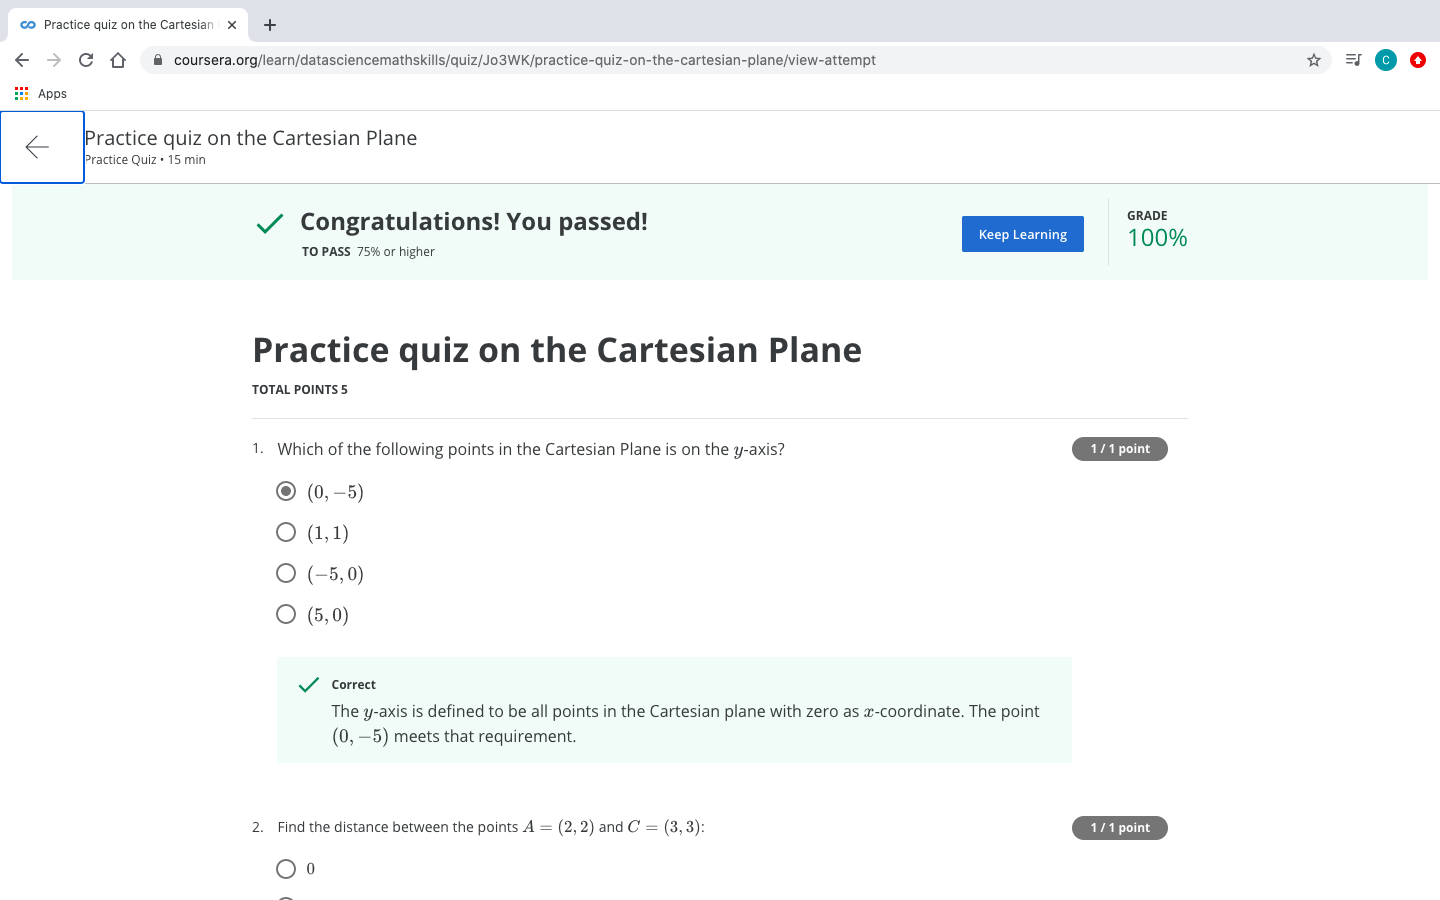 Practice quiz on the Cartesian
coursera.org/learn/datasciencemathskills/quiz/Jo3WK/practice-quiz-on-the-cartesian-plane/view-attempt
C
Apps
Practice quiz on the Cartesian Plane
Practice Quiz • 15 min
Congratulations! You passed!
TO PASS 75% or higher
Keep Learning
GRADE
100%
Practice quiz on the Cartesian Plane
TOTAL POINTS 5
1. Which of the following points in the Cartesian Plane is on the y-axis?
1 / 1 point
(0, −5)
(1, 1)
(−5, 0)
(5, 0)
Correct
The y-axis is defined to be all points in the Cartesian plane with zero as x-coordinate. The point
(0, −5) meets that requirement.
2. Find the distance between the points A = (2, 2) and C = (3, 3):
1 / 1 point
0